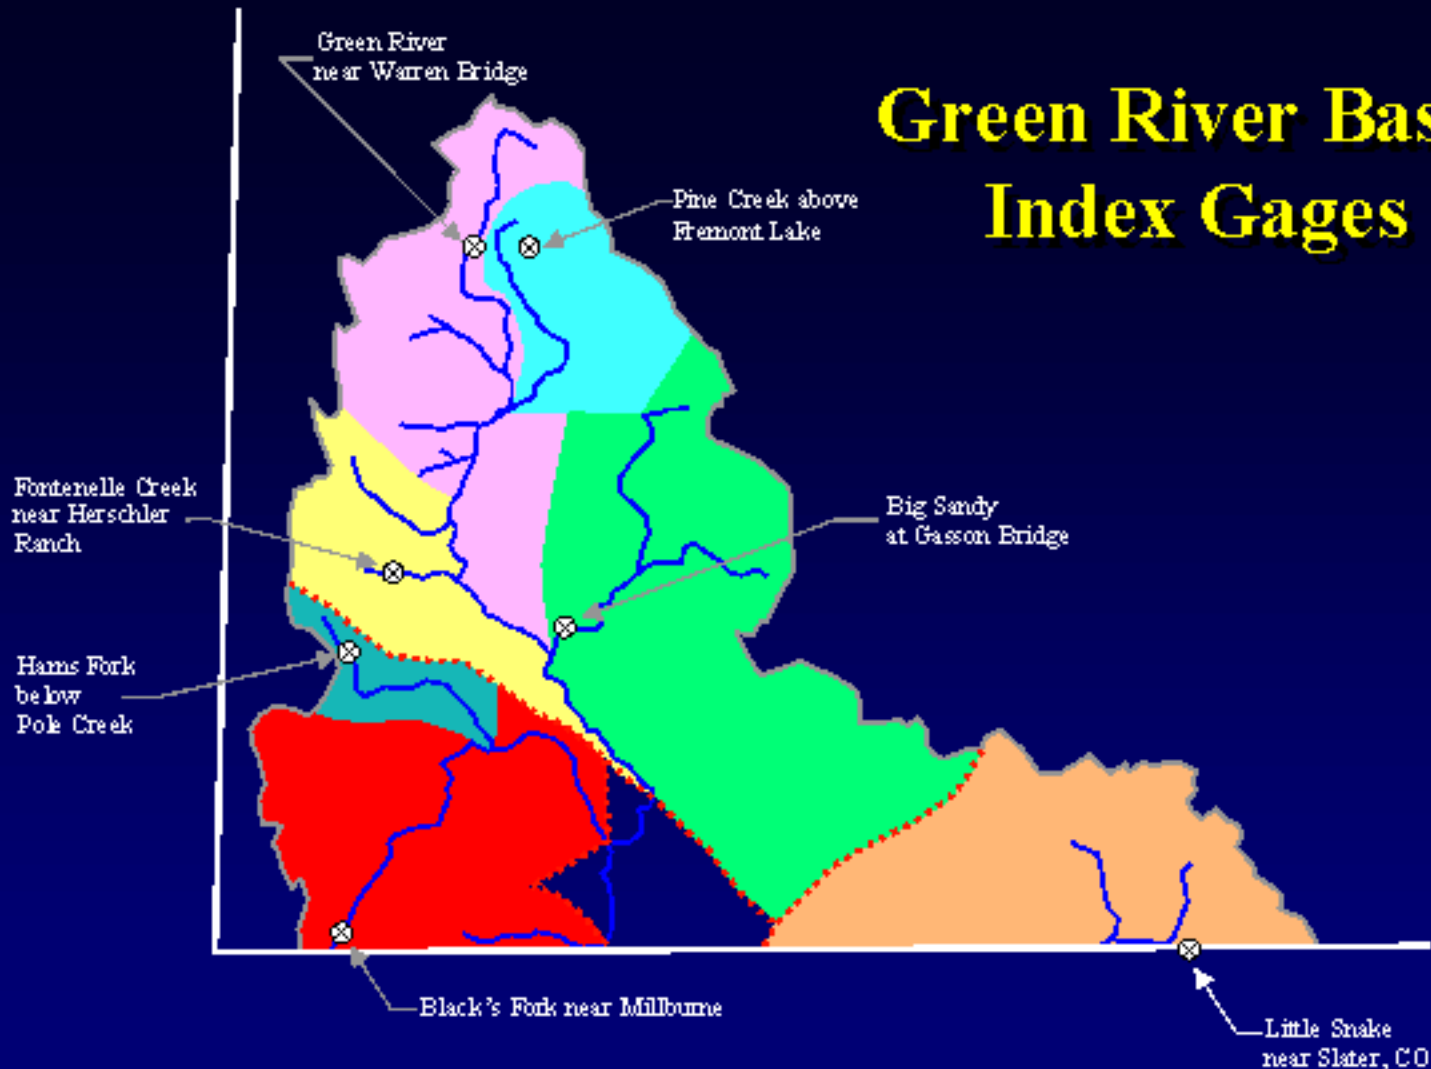 Green River Bas
Index Gages
Green River
near Warren Bridge
Pine Creek above
Fremont Lake
Fontenelle Creek
near Herschler
Ranch
Big Sandy
at Gasson Bridge
Hams Fork
below
Pole Creek
Black's Fork near Millburne
Little Snake
near Slater, CO